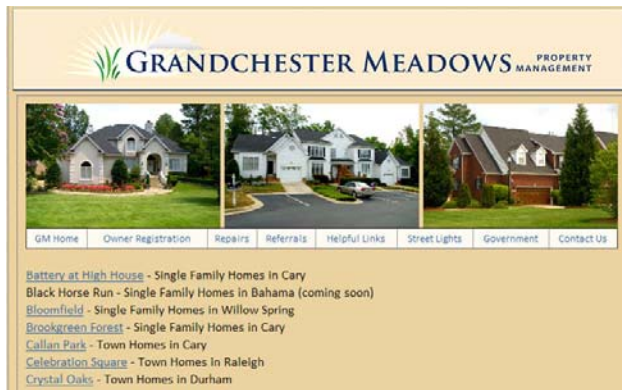 GRANDCHESTER MEADOWS PROPERTY MANAGEMENT
GM Home Owner Registration Repairs Referrals Helpful Links Street Lights Government Contact Us
Battery at High House - Single Family Homes in Cary
Black Horse Run - Single Family Homes in Bahama (coming soon)
Bloomfield - Single Family Homes in Willow Spring
Brookgreen Forest - Single Family Homes in Cary
Callan Park - Town Homes in Cary
Celebration Square - Town Homes in Raleigh
Crystal Oaks - Town Homes in Durham